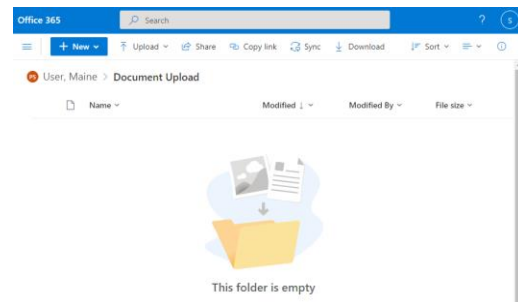 Office 365 Search ? S
+ New Upload Share Copy link Sync Download Sort
User, Maine > Document Upload
Name Modified ↓ Modified By File size
This folder is empty